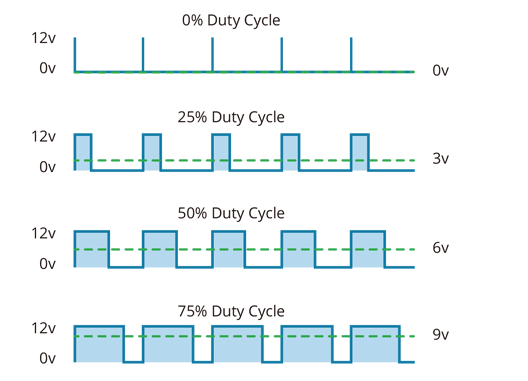 0% Duty Cycle
12v
0v
0v
25% Duty Cycle
12v
3v
0v
50% Duty Cycle
12v
6v
0v
75% Duty Cycle
12v
9v
0v